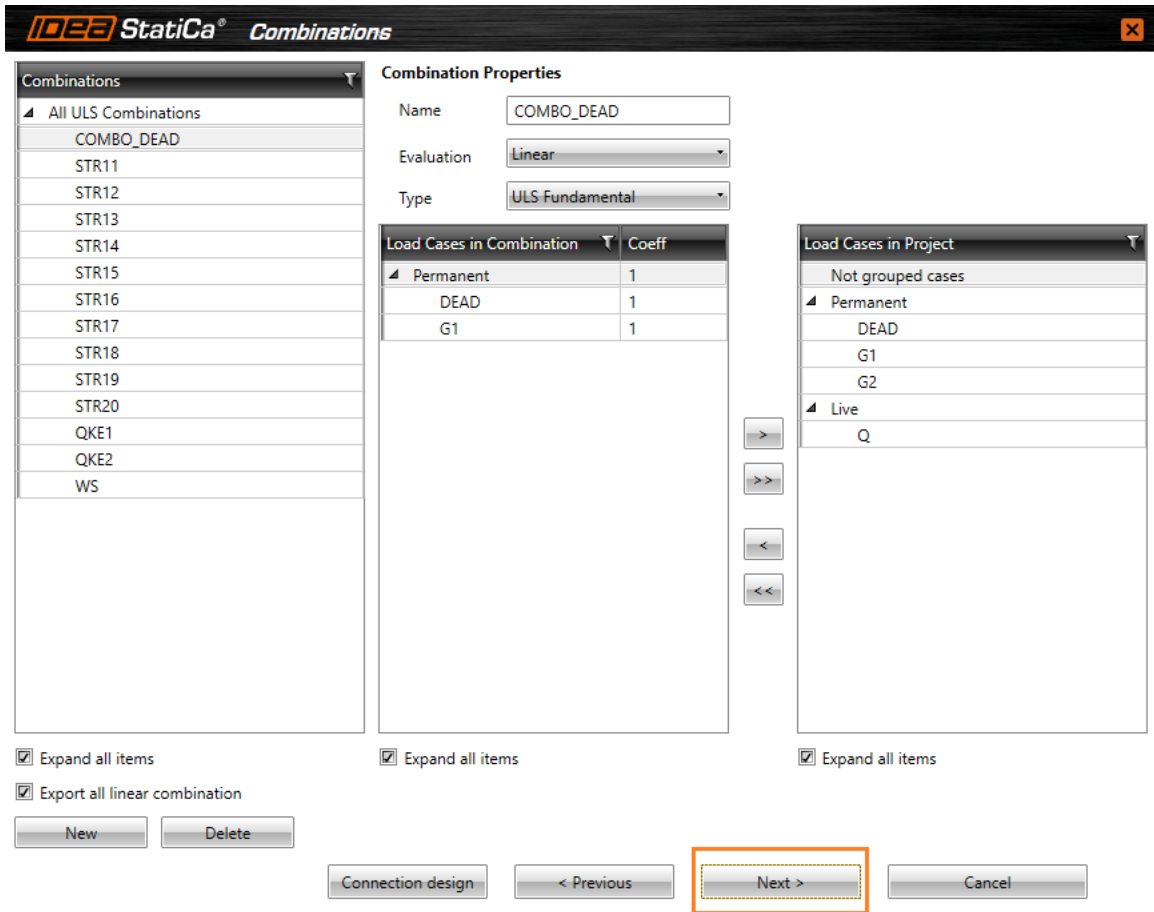 IDEA StatiCa® Combinations
Combinations
All ULS Combinations
COMBO_DEAD
STR11
STR12
STR13
STR14
STR15
STR16
STR17
STR18
STR19
STR20
QKE1
QKE2
WS
Expand all items
Export all linear combination
New Delete
Combination Properties
Name COMBO_DEAD
Evaluation Linear
Type ULS Fundamental
Load Cases in Combination Coeff
Permanent 1
DEAD 1
G1 1
Expand all items
>
>>
<
<<
Load Cases in Project
Not grouped cases
Permanent
DEAD
G1
G2
Live
Q
Expand all items
Connection design < Previous Next > Cancel